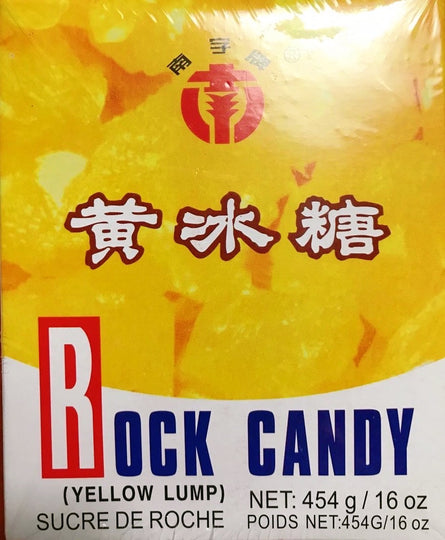 南字牌
®
黄冰糖
ROCK CANDY
(YELLOW LUMP)
SUCRE DE ROCHE
NET: 454 g / 16 oz
POIDS NET:454G/16 oz